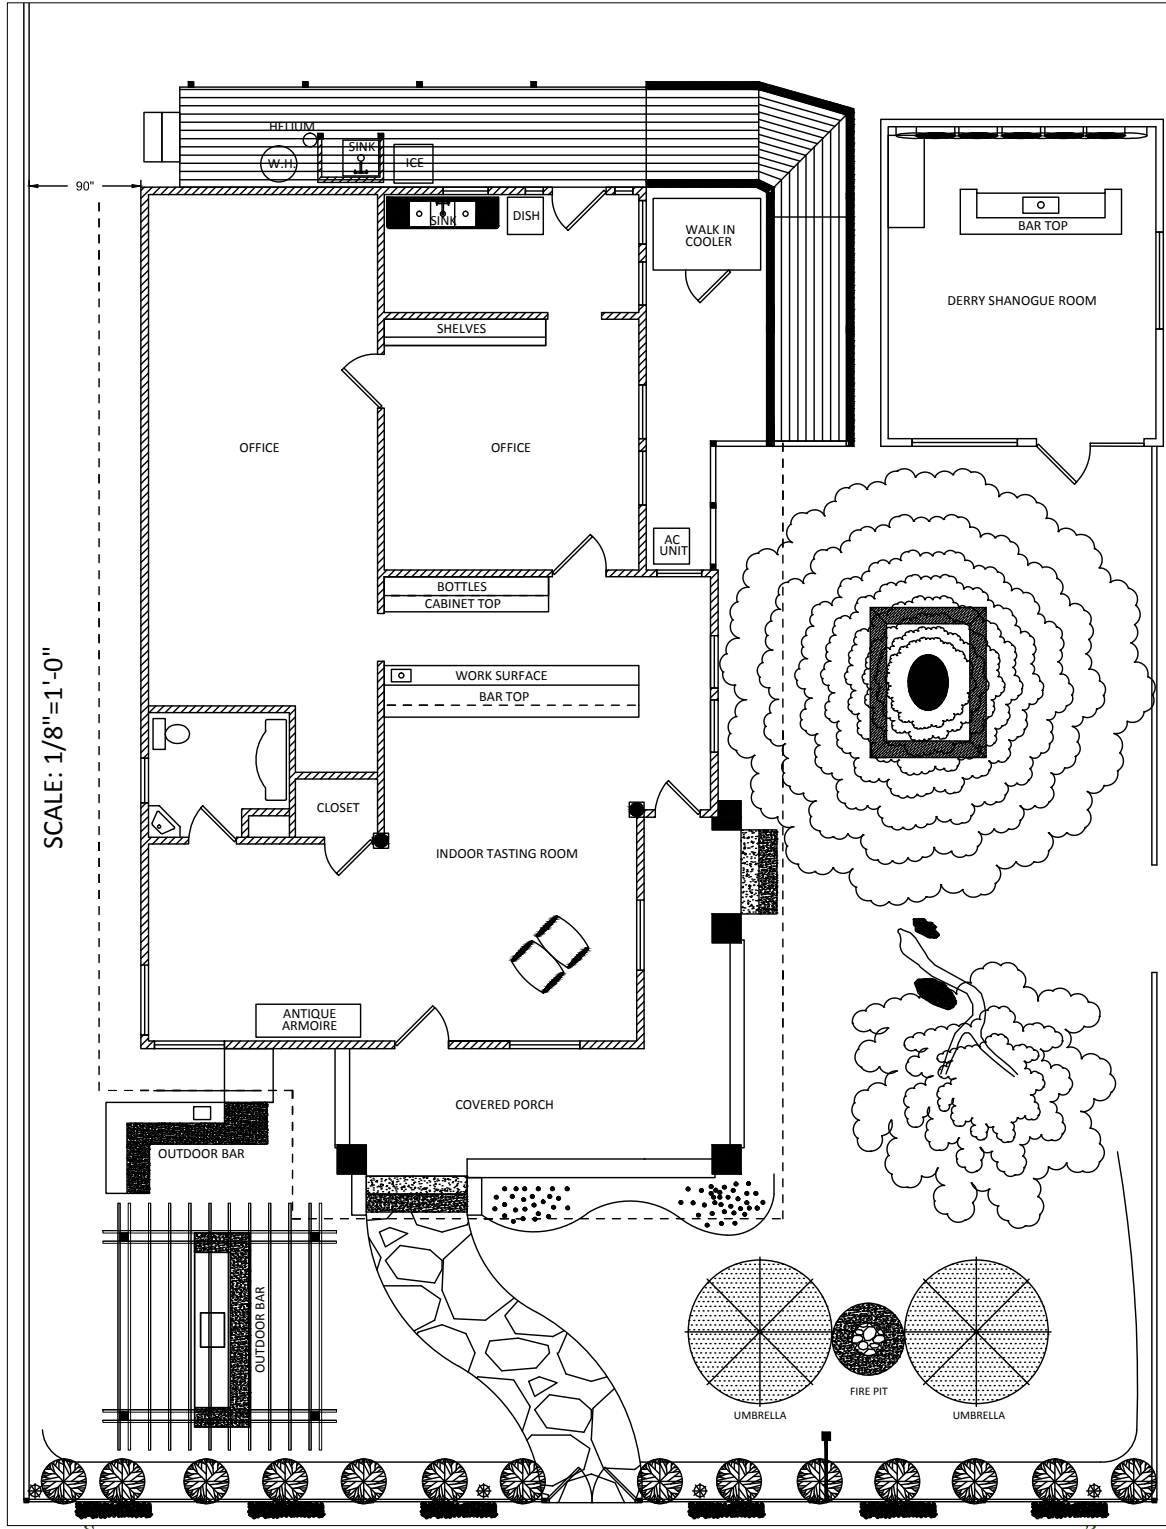 HELIUM
SINK
W.H.
ICE
90"
SINK
DISH
WALK IN
COOLER
BAR TOP
DERRY SHANOGUE ROOM
SHELVES
OFFICE
OFFICE
AC
UNIT
BOTTLES
CABINET TOP
WORK SURFACE
BAR TOP
SCALE: 1/8"=1'-0"
CLOSET
INDOOR TASTING ROOM
ANTIQUE
ARMOIRE
COVERED PORCH
OUTDOOR BAR
OUTDOOR BAR
FIRE PIT
UMBRELLA
UMBRELLA